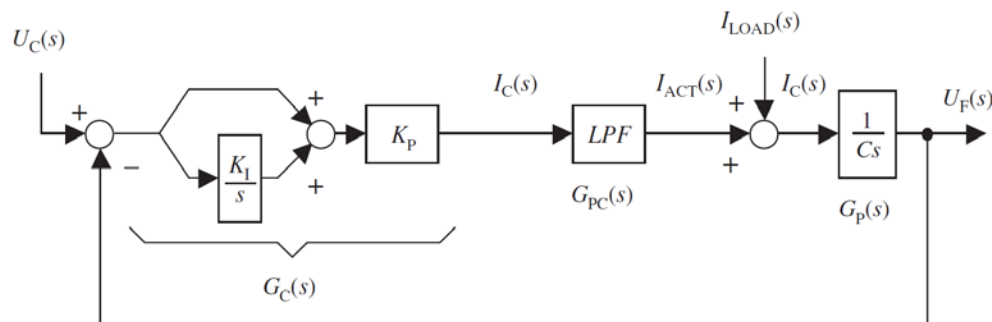 I_LOAD(s)
U_C(s)
+
−
K_I
s
+
+
K_P
I_C(s)
LPF
I_ACT(s)
+
+
I_C(s)
1
Cs
U_F(s)
G_PC(s)
G_P(s)
G_C(s)